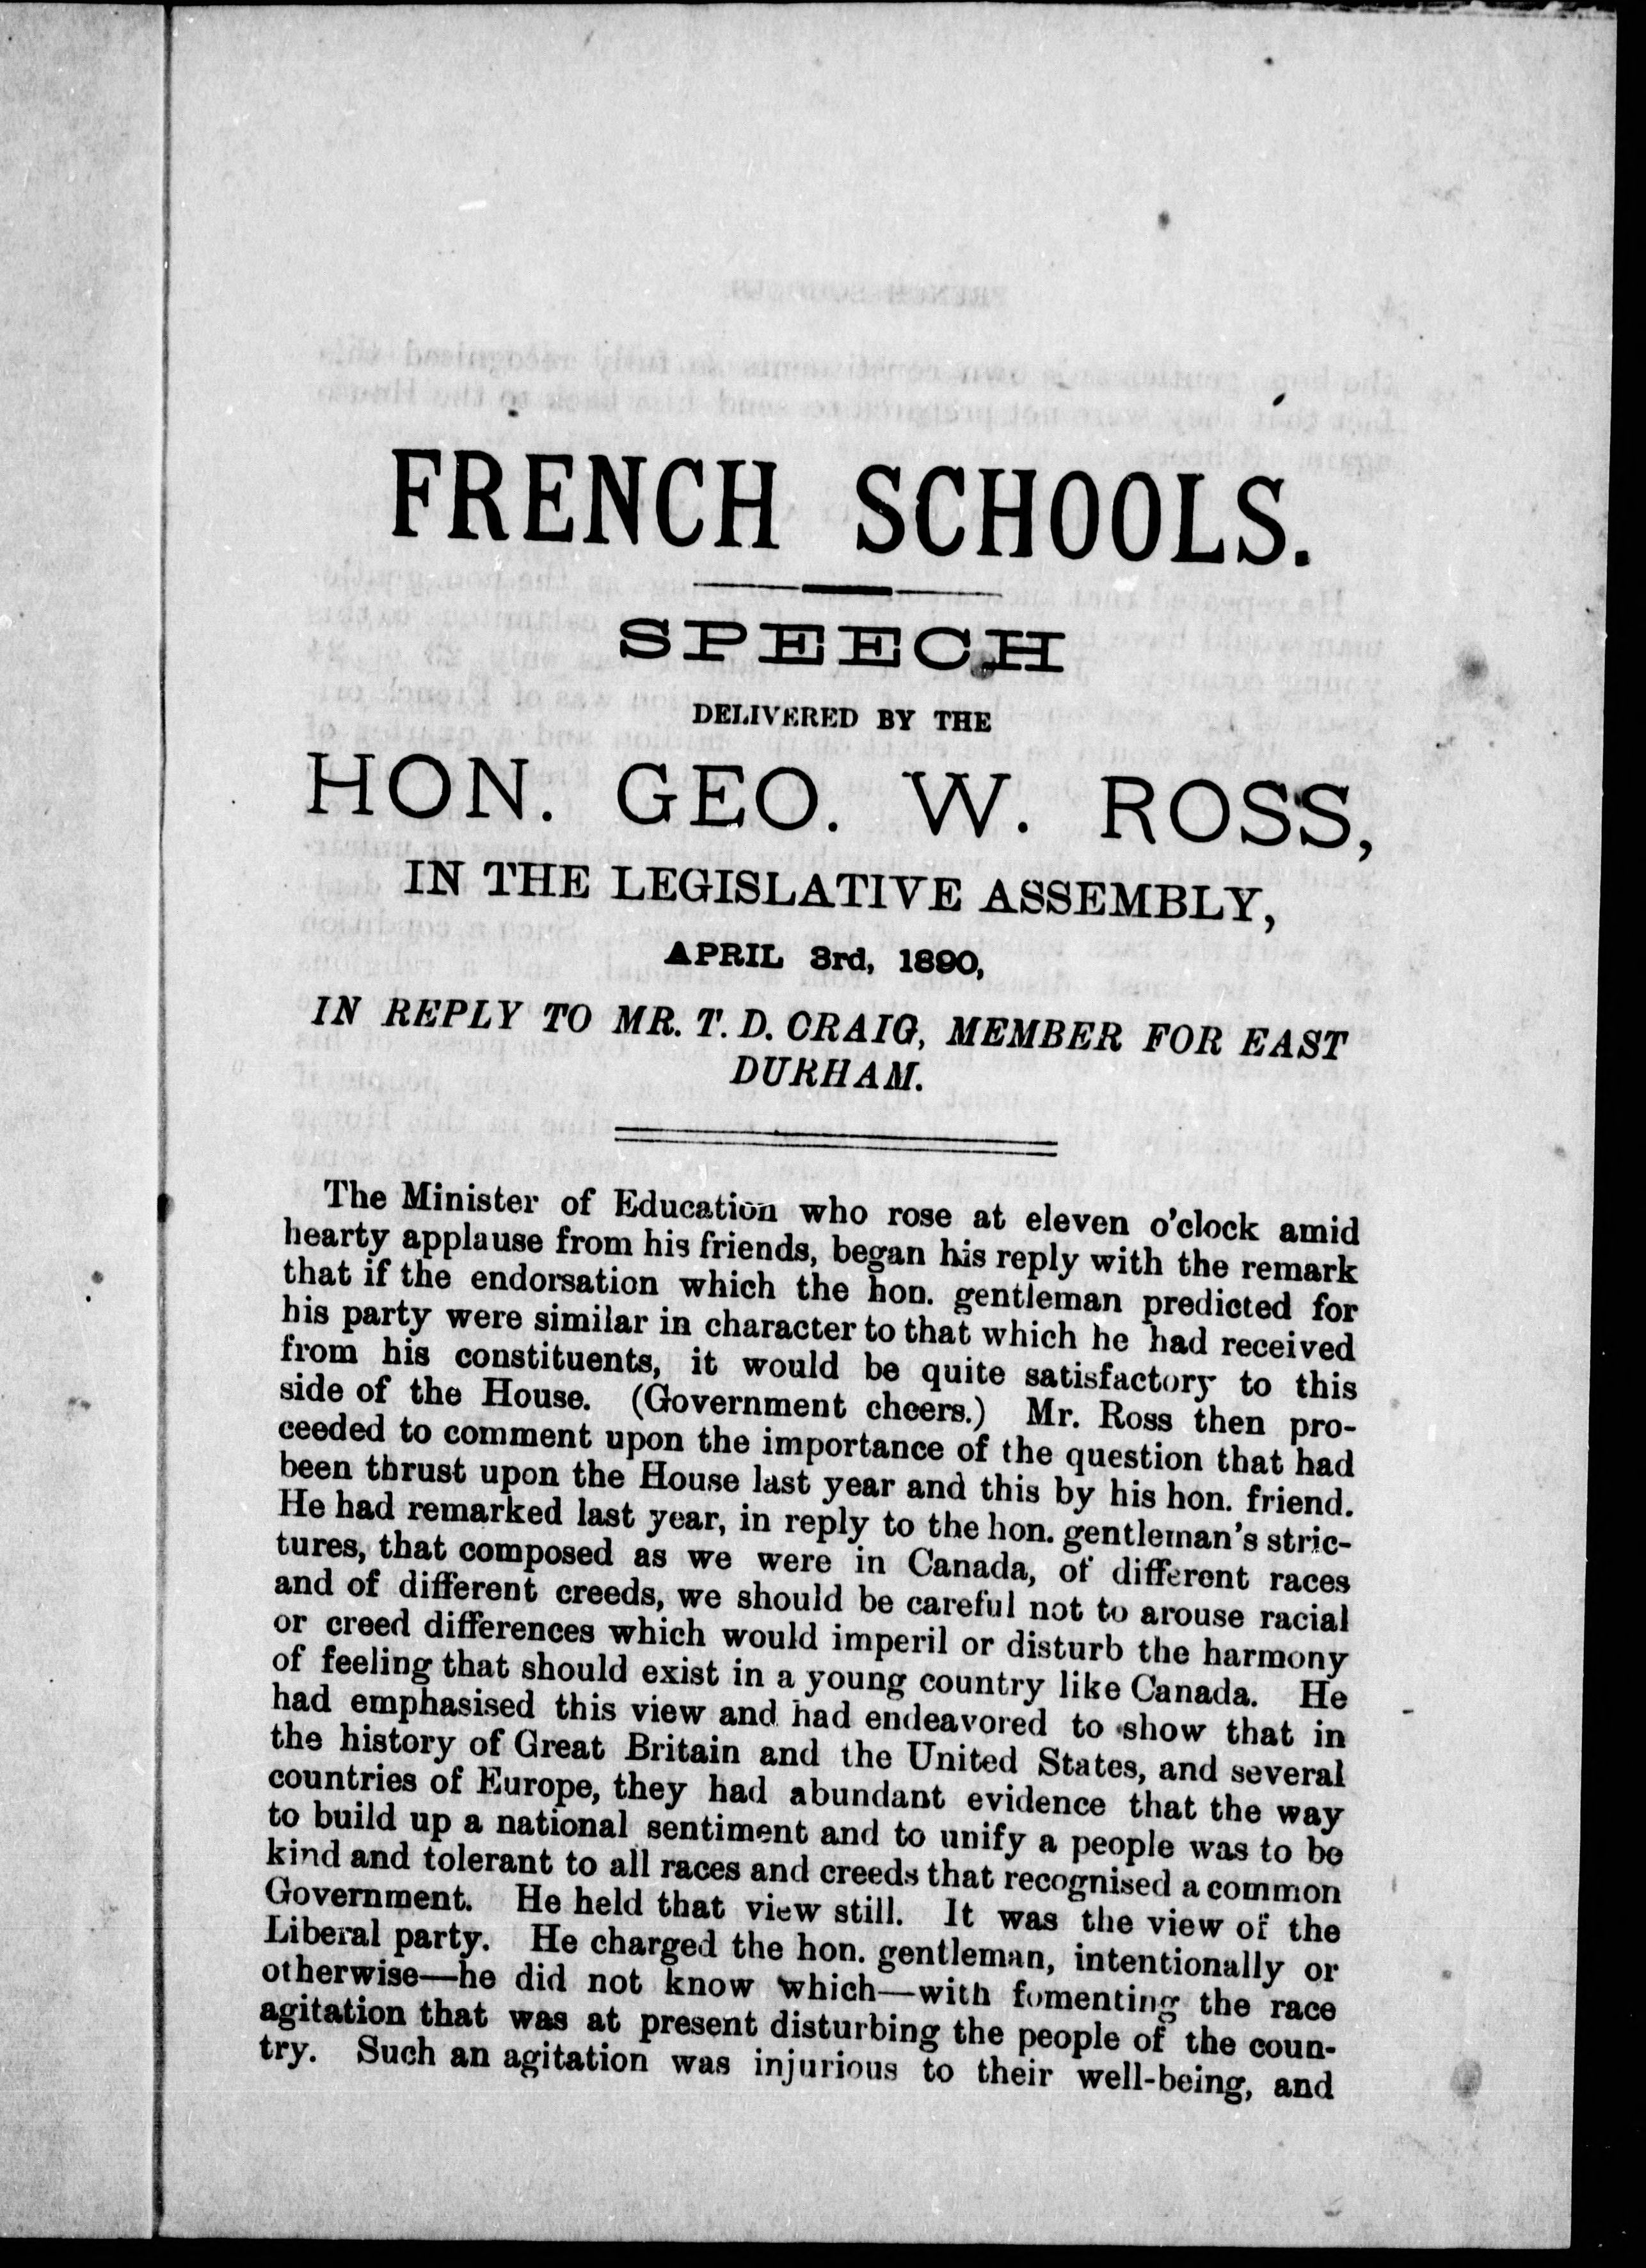 FRENCH SCHOOLS.
SPEECH
DELIVERED BY THE
HON. GEO. W. ROSS,
IN THE LEGISLATIVE ASSEMBLY,
APRIL 3rd, 1890,
IN REPLY TO MR. T. D. CRAIG, MEMBER FOR EAST
DURHAM.
The Minister of Education who rose at eleven o'clock amid
hearty applause from his friends, began his reply with the remark
that if the endorsation which the hon. gentleman predicted for
his party were similar in character to that which he had received
from his constituents, it would be quite satisfactory to this
side of the House. (Government cheers.) Mr. Ross then pro-
ceeded to comment upon the importance of the question that had
been thrust upon the House last year and this by his hon. friend.
He had remarked last year, in reply to the hon. gentleman's stric-
tures, that composed as we were in Canada, of different races
and of different creeds, we should be careful not to arouse racial
or creed differences which would imperil or disturb the harmony
of feeling that should exist in a young country like Canada. He
had emphasised this view and had endeavored to show that in
the history of Great Britain and the United States, and several
countries of Europe, they had abundant evidence that the way
to build up a national sentiment and to unify a people was to be
kind and tolerant to all races and creeds that recognised a common
Government. He held that view still. It was the view of the
Liberal party. He charged the hon. gentleman, intentionally or
otherwise—he did not know which—with fomenting the race
agitation that was at present disturbing the people of the coun-
try. Such an agitation was injurious to their well-being, and